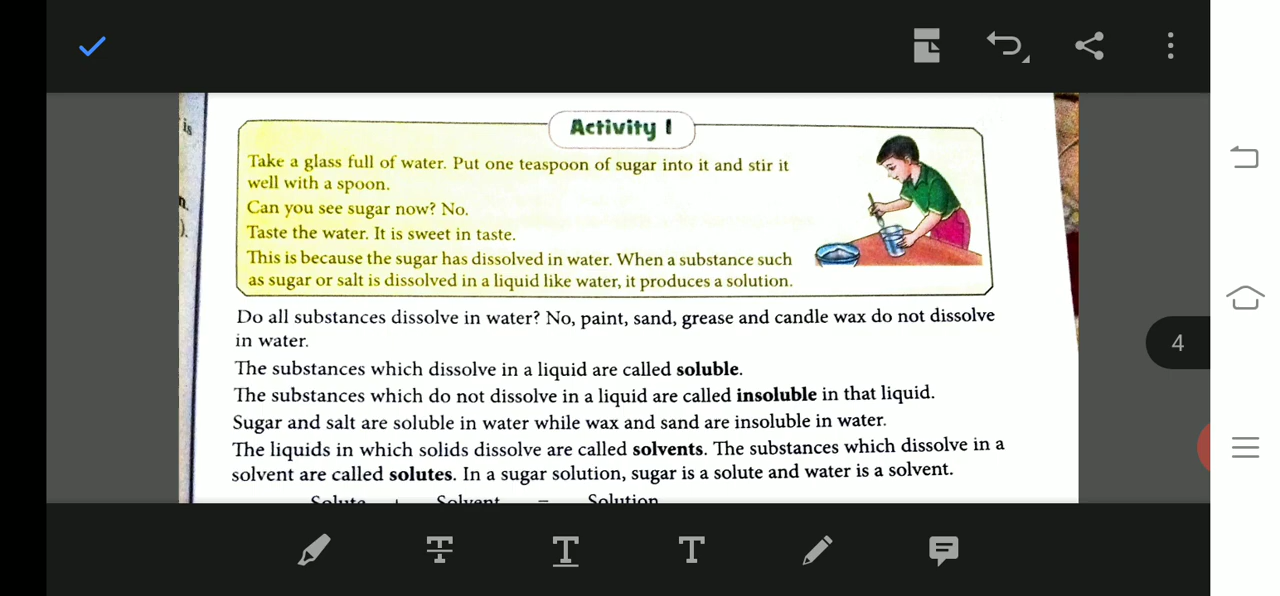 is
n.
).
Activity 1
Take a glass full of water. Put one teaspoon of sugar into it and stir it
well with a spoon.
Can you see sugar now? No.
Taste the water. It is sweet in taste.
This is because the sugar has dissolved in water. When a substance such
as sugar or salt is dissolved in a liquid like water, it produces a solution.
Do all substances dissolve in water? No, paint, sand, grease and candle wax do not dissolve
in water.
The substances which dissolve in a liquid are called soluble.
The substances which do not dissolve in a liquid are called insoluble in that liquid.
Sugar and salt are soluble in water while wax and sand are insoluble in water.
The liquids in which solids dissolve are called solvents. The substances which dissolve in a
solvent are called solutes. In a sugar solution, sugar is a solute and water is a solvent.
Solute + Solvent = Solution
4
T T T